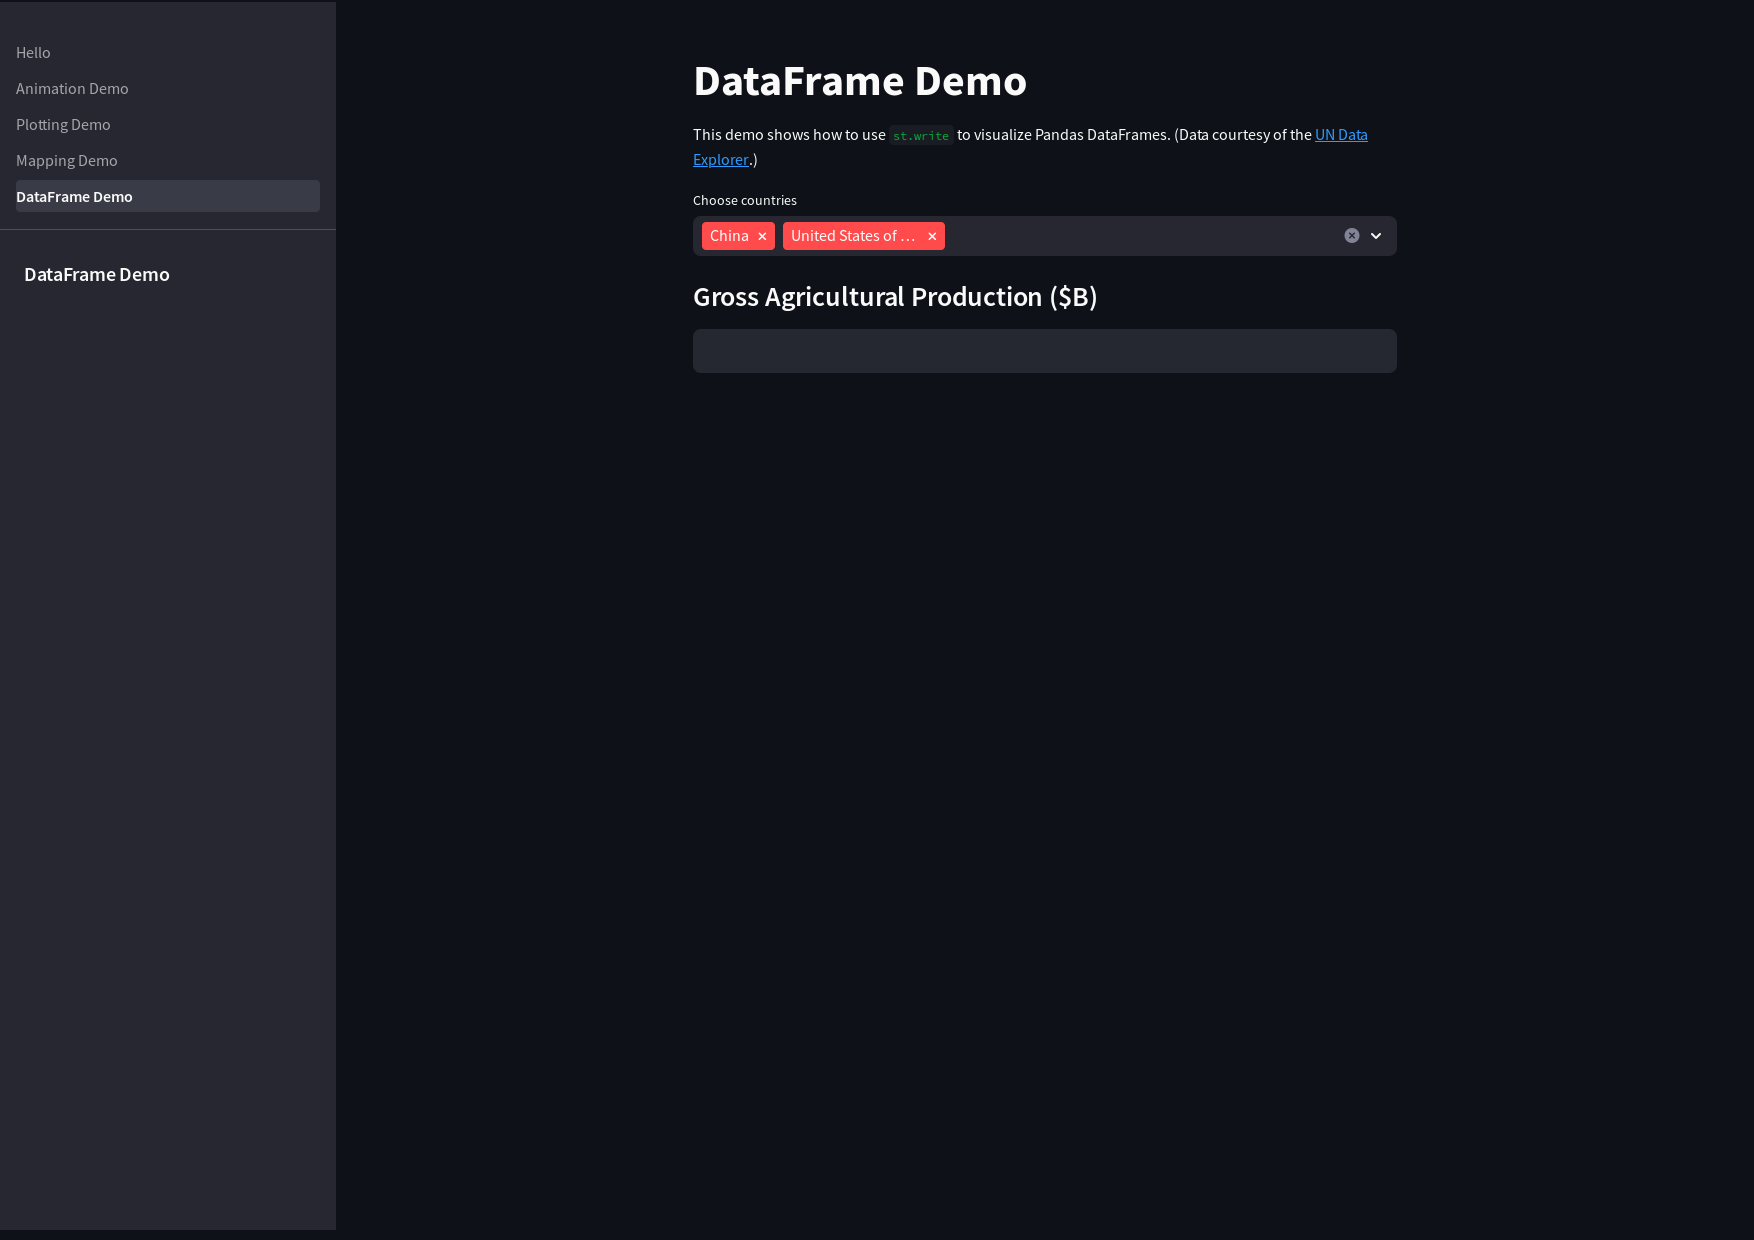 Hello
Animation Demo
Plotting Demo
Mapping Demo
DataFrame Demo
DataFrame Demo
DataFrame Demo
This demo shows how to use st.write to visualize Pandas DataFrames. (Data courtesy of the UN Data
Explorer.)
Choose countries
China
United States of ...
Gross Agricultural Production ($B)